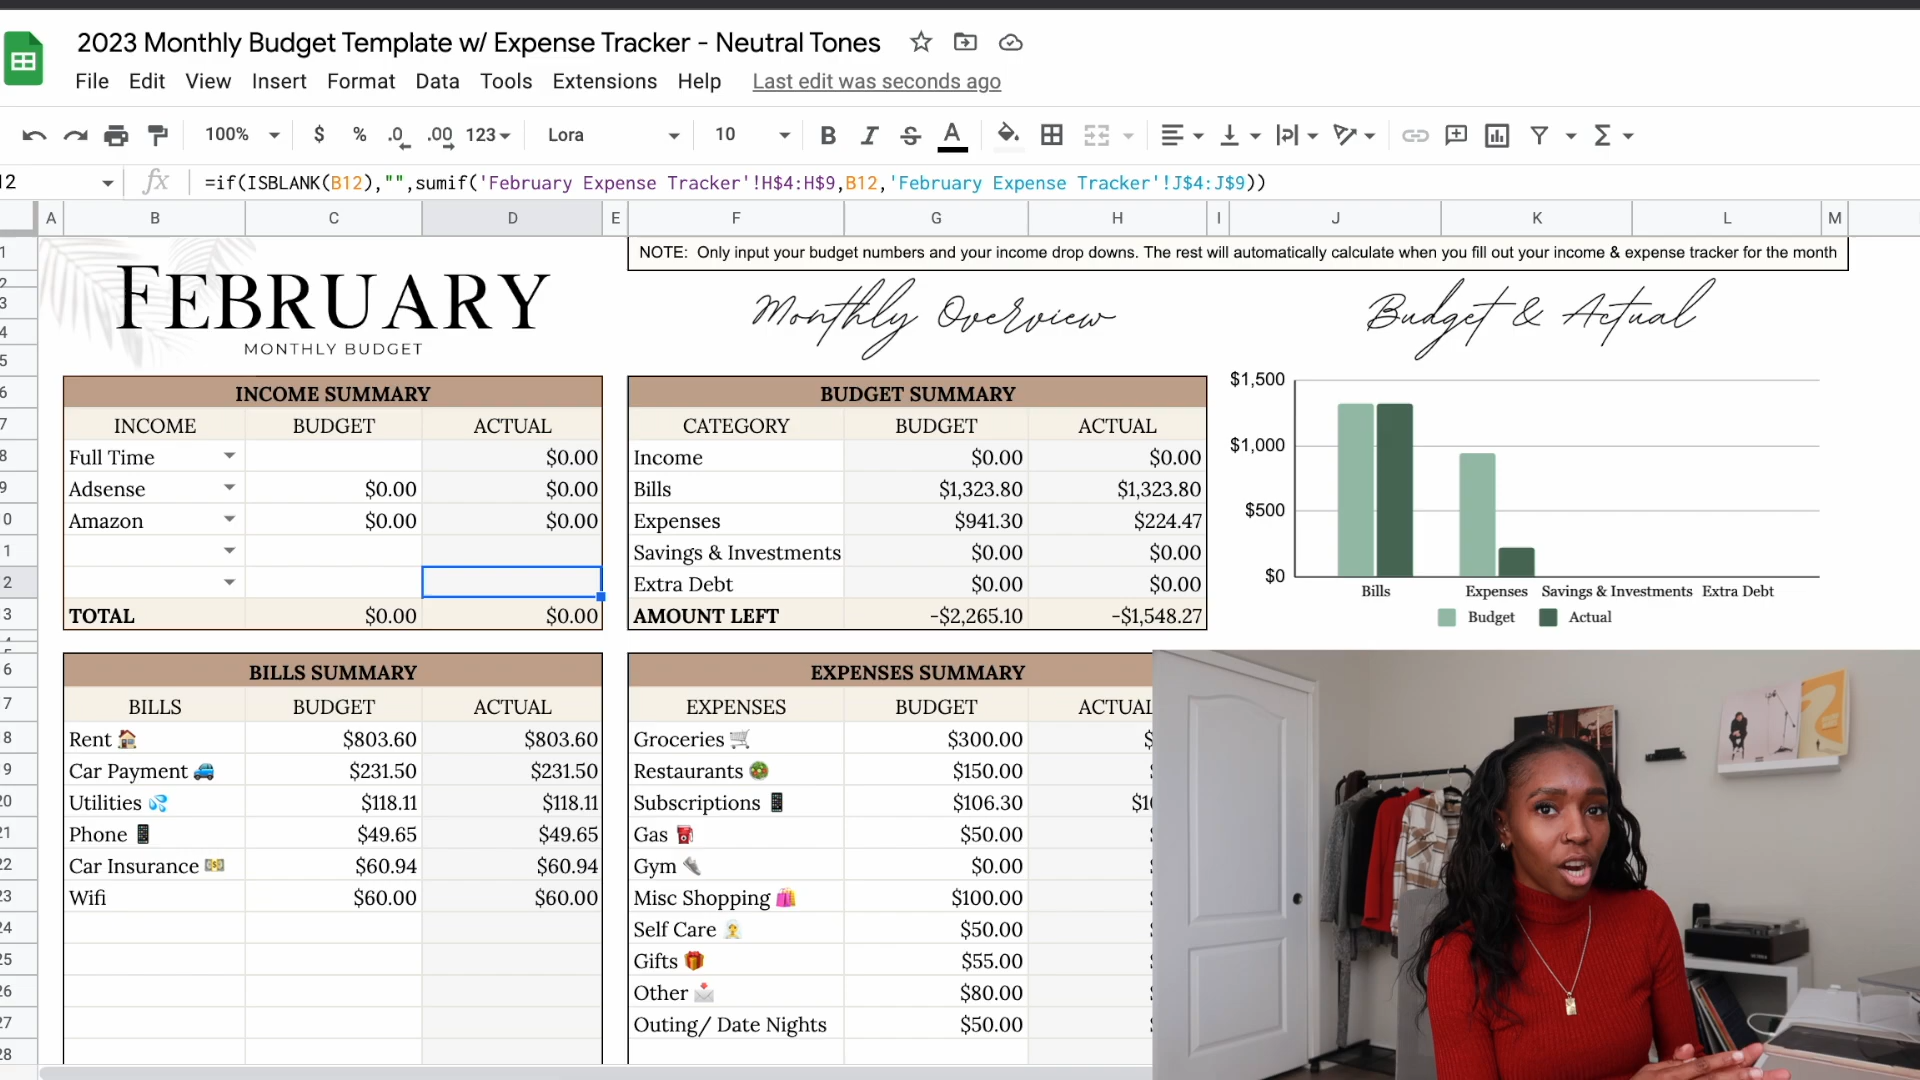 2023 Monthly Budget Template w/ Expense Tracker - Neutral Tones
File Edit View Insert Format Data Tools Extensions Help Last edit was seconds ago
100% $ % .0 .00 123 Lora 10 B I S A
=if(ISBLANK(B12),"",sumif('February Expense Tracker'!H$4:H$9,B12,'February Expense Tracker'!J$4:J$9))
A B C D E F G H I J K L M
NOTE: Only input your budget numbers and your income drop downs. The rest will automatically calculate when you fill out your income & expense tracker for the month
FEBRUARY
MONTHLY BUDGET
Monthly Overview
Budget & Actual
INCOME SUMMARY
INCOME BUDGET ACTUAL
Full Time $0.00
Adsense $0.00 $0.00
Amazon $0.00 $0.00
TOTAL $0.00 $0.00
BUDGET SUMMARY
CATEGORY BUDGET ACTUAL
Income $0.00 $0.00
Bills $1,323.80 $1,323.80
Expenses $941.30 $224.47
Savings & Investments $0.00 $0.00
Extra Debt $0.00 $0.00
AMOUNT LEFT -$2,265.10 -$1,548.27
$1,500
$1,000
$500
$0
Bills Expenses Savings & Investments Extra Debt
Budget Actual
BILLS SUMMARY
BILLS BUDGET ACTUAL
Rent 🏠 $803.60 $803.60
Car Payment 🚙 $231.50 $231.50
Utilities 💦 $118.11 $118.11
Phone 📱 $49.65 $49.65
Car Insurance 💵 $60.94 $60.94
Wifi $60.00 $60.00
EXPENSES SUMMARY
EXPENSES BUDGET ACTUAL
Groceries 🛒 $300.00
Restaurants 🥗 $150.00
Subscriptions 📱 $106.30
Gas ⛽ $50.00
Gym $0.00
Misc Shopping 🛍️ $100.00
Self Care $50.00
Gifts 🎁 $55.00
Other 📩 $80.00
Outing/ Date Nights $50.00